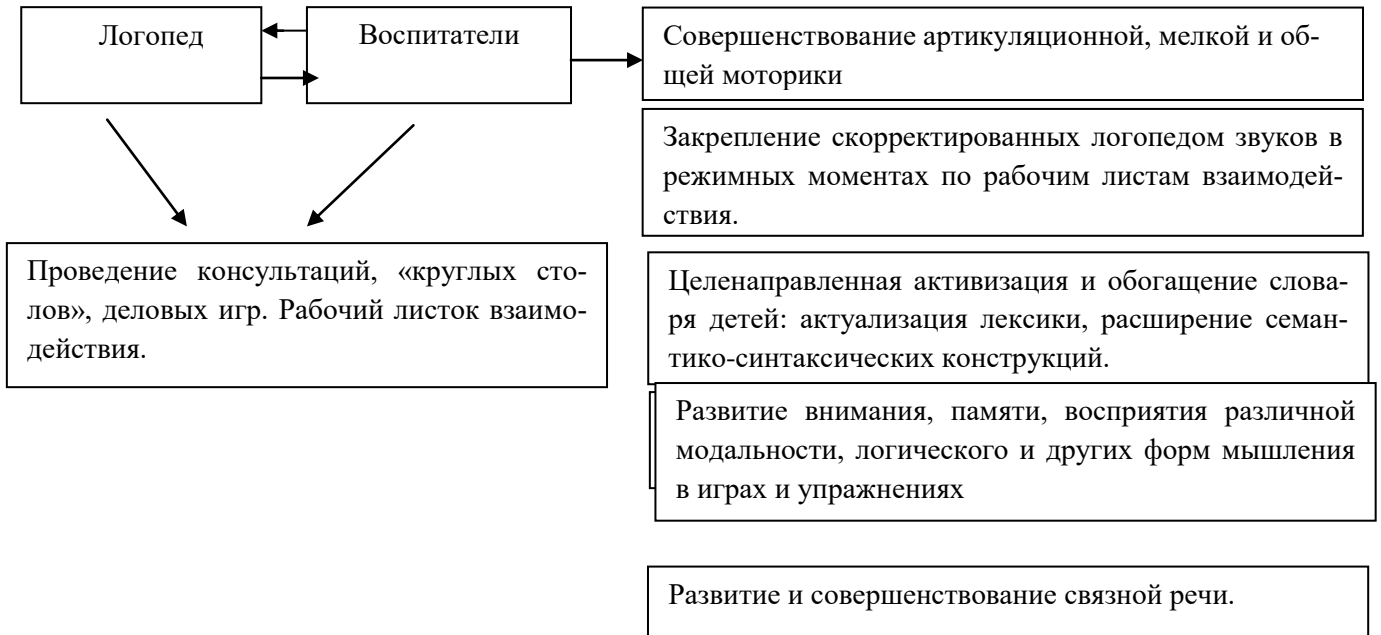 Логопед
Воспитатели
Совершенствование артикуляционной, мелкой и об-
щей моторики
Закрепление скорректированных логопедом звуков в
режимных моментах по рабочим листам взаимодей-
ствия.
Проведение консультаций, «круглых сто-
лов», деловых игр. Рабочий листок взаимо-
действия.
Целенаправленная активизация и обогащение слова-
ря детей: актуализация лексики, расширение семан-
тико-синтаксических конструкций.
Развитие внимания, памяти, восприятия различной
модальности, логического и других форм мышления
в играх и упражнениях
Развитие и совершенствование связной речи.